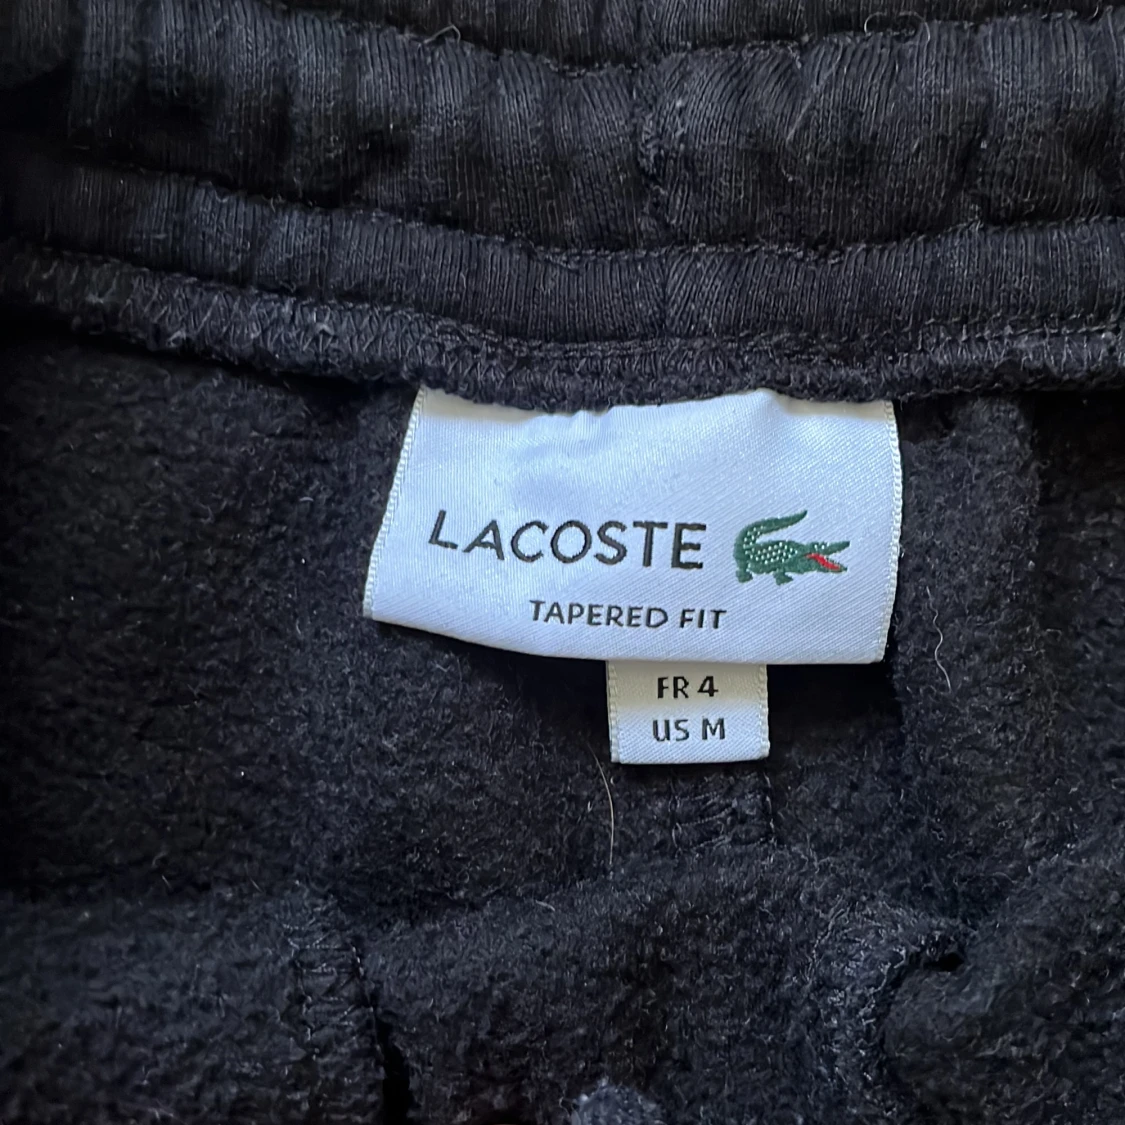 LACOSTE
TAPERED FIT
FR 4
US M